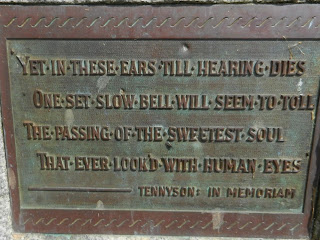 YET·IN·THESE·EARS·TILL·HEARING·DIES
ONE·SET·SLOW·BELL·WILL·SEEM·TO·TOLL
THE·PASSING·OF·THE·SWEETEST·SOUL
THAT·EVER·LOOK'D·WITH·HUMAN·EYES
TENNYSON: IN MEMORIAM